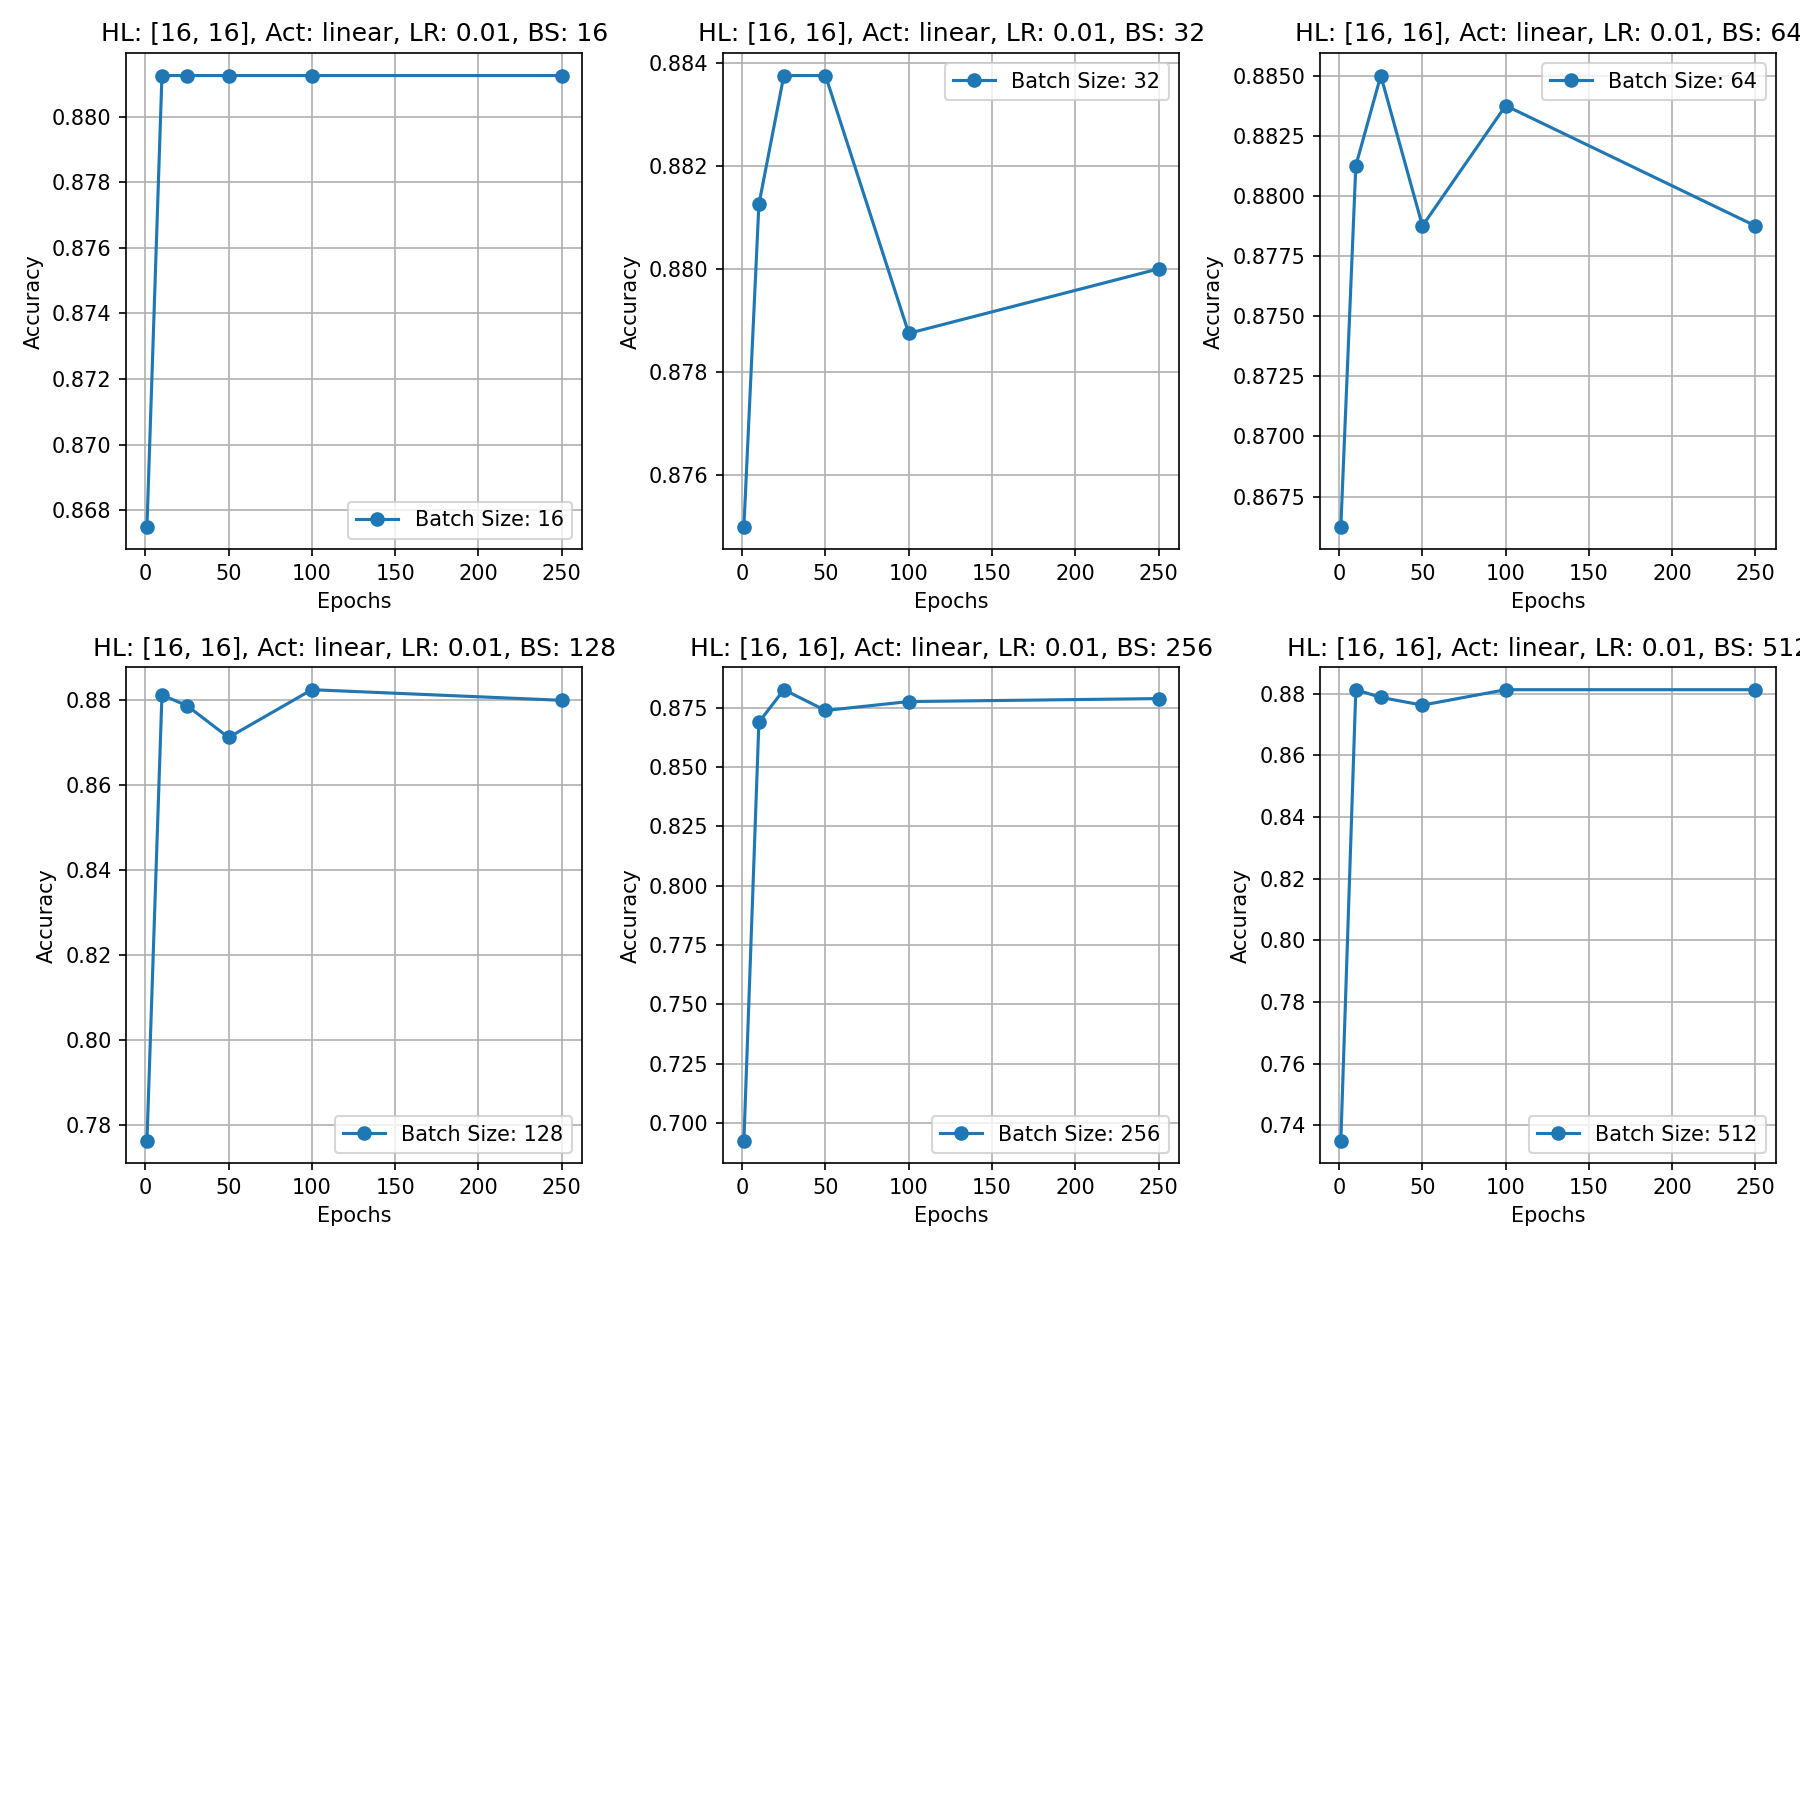 HL: [16, 16], Act: linear, LR: 0.01, BS: 16
0.880
0.878
0.876
0.874
0.872
0.870
0.868
Accuracy
Batch Size: 16
0 50 100 150 200 250
Epochs
HL: [16, 16], Act: linear, LR: 0.01, BS: 32
0.884
0.882
0.880
0.878
0.876
Accuracy
Batch Size: 32
0 50 100 150 200 250
Epochs
HL: [16, 16], Act: linear, LR: 0.01, BS: 64
0.8850
0.8825
0.8800
0.8775
0.8750
0.8725
0.8700
0.8675
Accuracy
Batch Size: 64
0 50 100 150 200 250
Epochs
HL: [16, 16], Act: linear, LR: 0.01, BS: 128
0.88
0.86
0.84
0.82
0.80
0.78
Accuracy
Batch Size: 128
0 50 100 150 200 250
Epochs
HL: [16, 16], Act: linear, LR: 0.01, BS: 256
0.875
0.850
0.825
0.800
0.775
0.750
0.725
0.700
Accuracy
Batch Size: 256
0 50 100 150 200 250
Epochs
HL: [16, 16], Act: linear, LR: 0.01, BS: 512
0.88
0.86
0.84
0.82
0.80
0.78
0.76
0.74
Accuracy
Batch Size: 512
0 50 100 150 200 250
Epochs